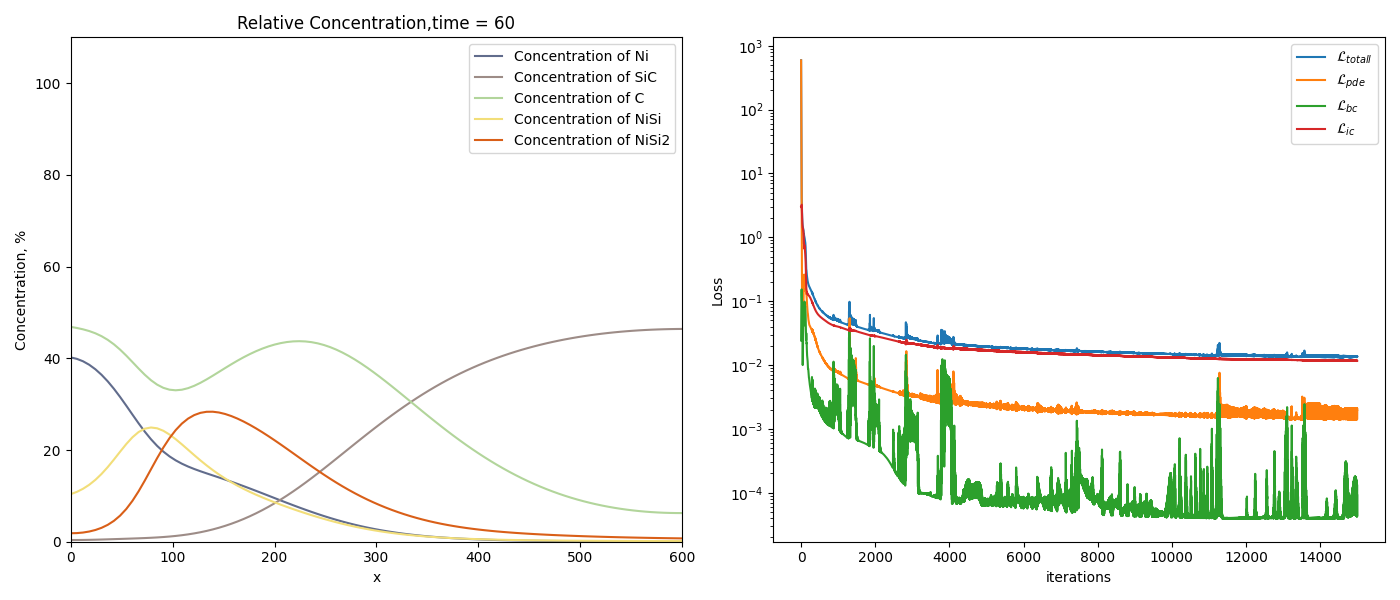 Relative Concentration,time = 60
Concentration, %
100
80
60
40
20
0
0 100 200 300 400 500 600
x
Concentration of Ni
Concentration of SiC
Concentration of C
Concentration of NiSi
Concentration of NiSi2
Loss
10³
10²
10¹
10⁰
10⁻¹
10⁻²
10⁻³
10⁻⁴
0 2000 4000 6000 8000 10000 12000 14000
iterations
ℒtotall
ℒpde
ℒbc
ℒic